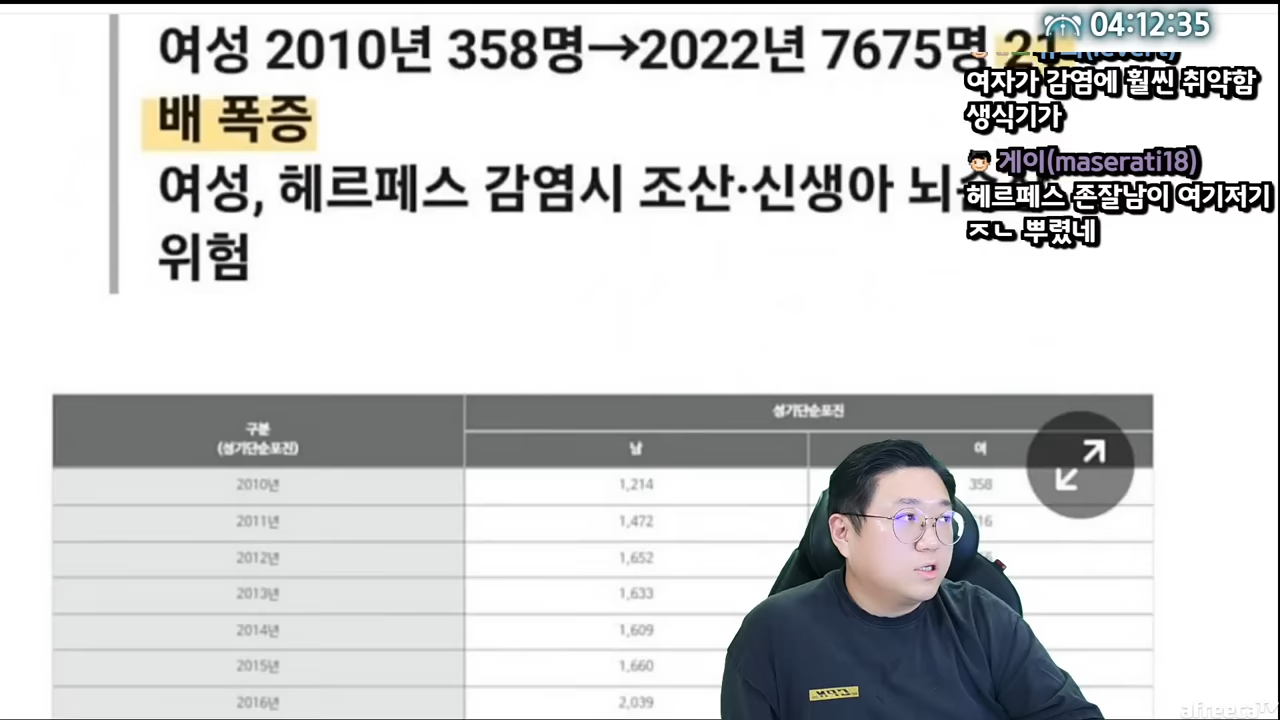 04:12:35
여성 2010년 358명→2022년 7675명 21
배 폭증
여성, 헤르페스 감염시 조산·신생아 뇌
위험
여자가 감염에 훨씬 취약함
생식기가
게이(maserati18)
헤르페스 존잘남이 여기저기
ㅈㄴ 뿌렸네
구분
(성기단순포진)
성기단순포진
남
여
2010년 1,214 358
2011년 1,472 16
2012년 1,652
2013년 1,633
2014년 1,609
2015년 1,660
2016년 2,039
afreecaTV